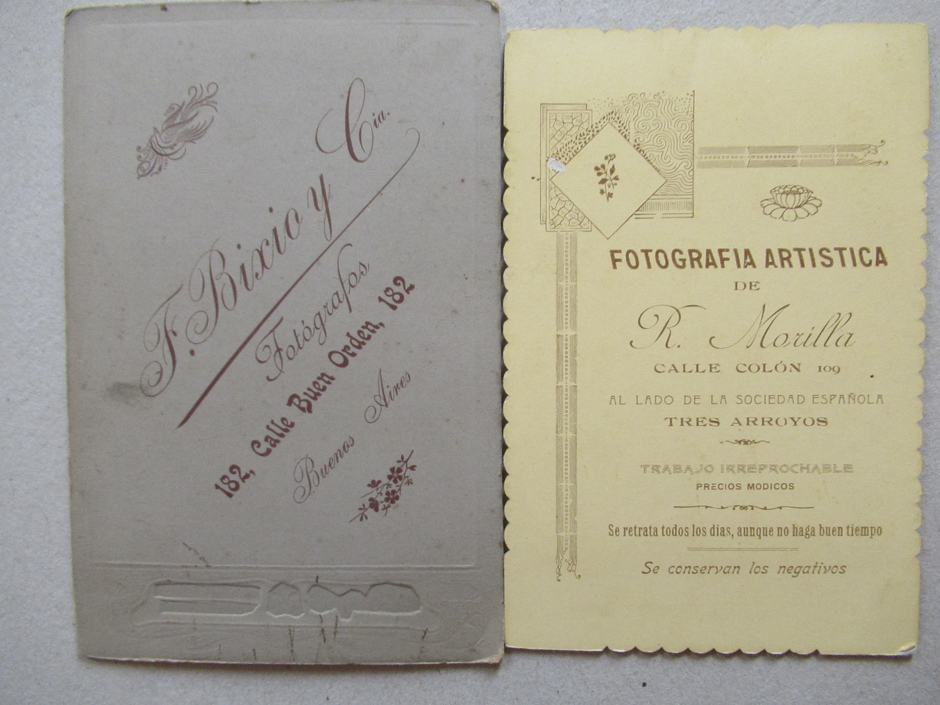 F. Bixio y Cia.
Fotógrafos
182, Calle Buen Orden, 182
Buenos Aires
FOTOGRAFIA ARTISTICA
DE
R. Morilla
CALLE COLÓN 109
AL LADO DE LA SOCIEDAD ESPAÑOLA
TRES ARROYOS
TRABAJO IRREPROCHABLE
PRECIOS MODICOS
Se retrata todos los dias, aunque no haga buen tiempo
Se conservan los negativos